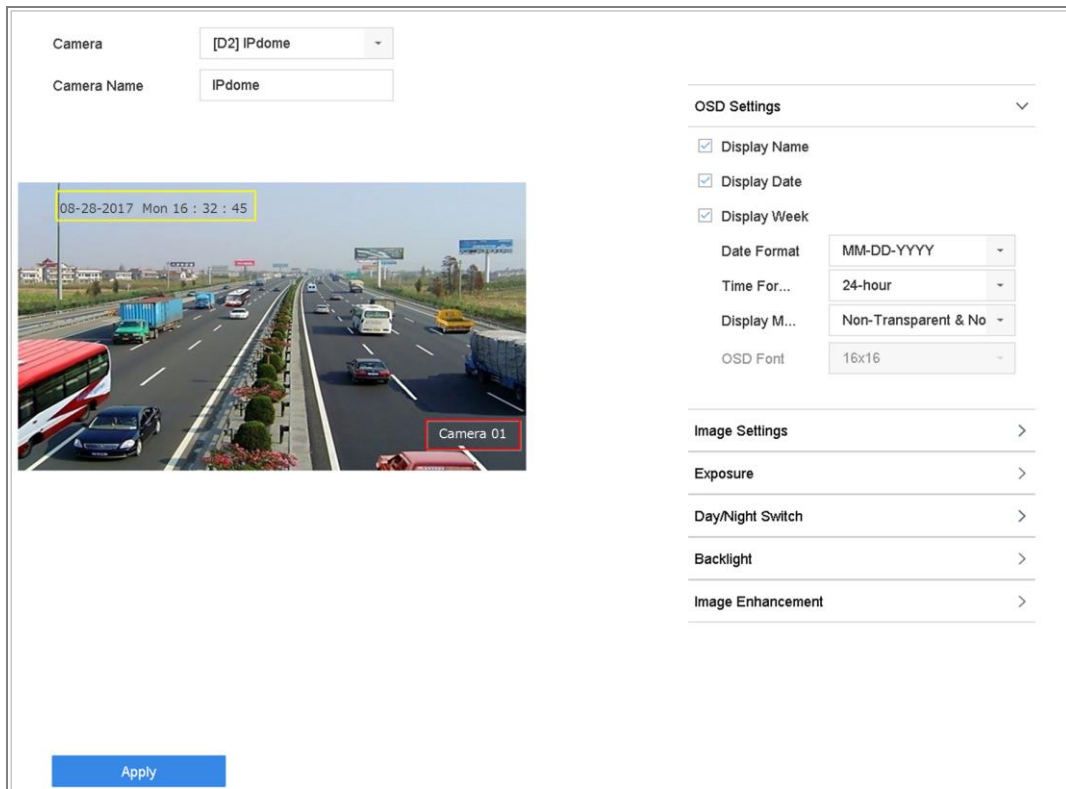 Camera
[D2] IPdome
Camera Name
IPdome
08-28-2017 Mon 16 : 32 : 45
Camera 01
OSD Settings
Display Name
Display Date
Display Week
Date Format
MM-DD-YYYY
Time For...
24-hour
Display M...
Non-Transparent & No
OSD Font
16x16
Image Settings
Exposure
Day/Night Switch
Backlight
Image Enhancement
Apply